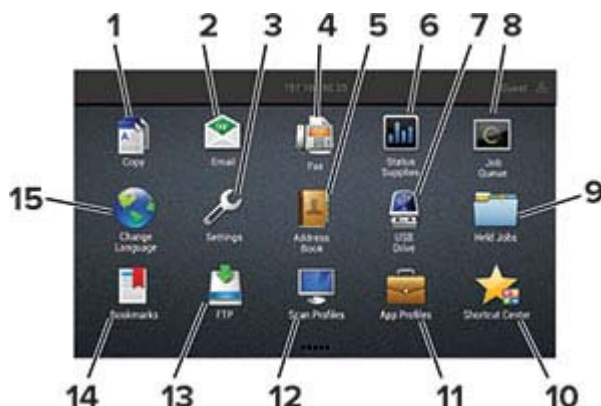 1 2 3 4 5 6 7 8
Guest
Copy Email Fax Status Supplies Job Queue
15 9
Change Language Settings Address Book USB Drive Held Jobs
Bookmarks FTP Scan Profiles App Profiles Shortcut Center
14 13 12 11 10